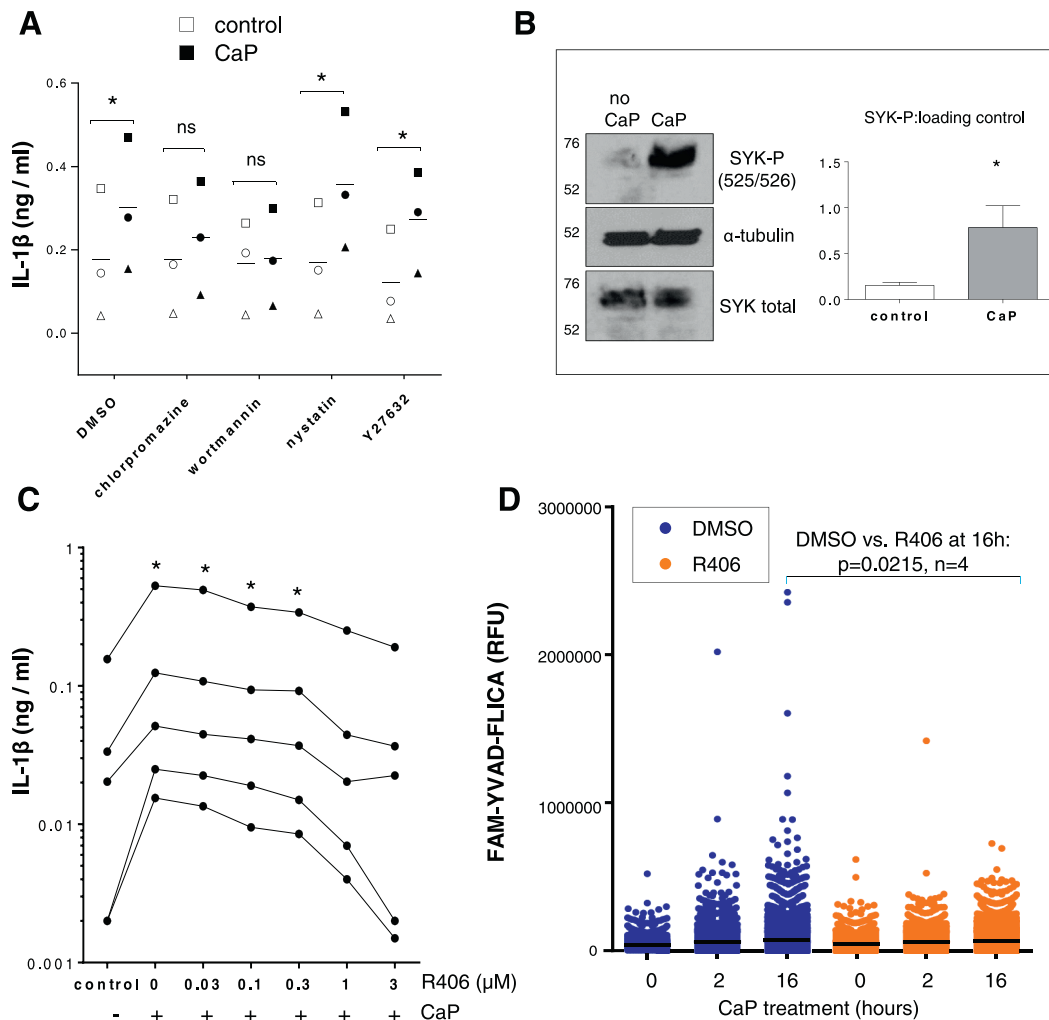 A
control
CaP
*
ns
ns
*
*
0.6
0.4
0.2
0.0
IL-1β (ng / ml)
DMSO
chlorpromazine
wortmannin
nystatin
Y27632
B
no
CaP
CaP
76
52
SYK-P
(525/526)
52
α-tubulin
76
52
SYK total
SYK-P:loading control
1.5
1.0
0.5
0.0
*
control
CaP
C
1
0.1
0.01
0.001
IL-1β (ng / ml)
* * * *
control 0 0.03 0.1 0.3 1 3 R406 (μM)
- + + + + + + CaP
D
3000000
2000000
1000000
0
FAM-YVAD-FLICA (RFU)
DMSO
R406
DMSO vs. R406 at 16h:
p=0.0215, n=4
0 2 16 0 2 16
CaP treatment (hours)